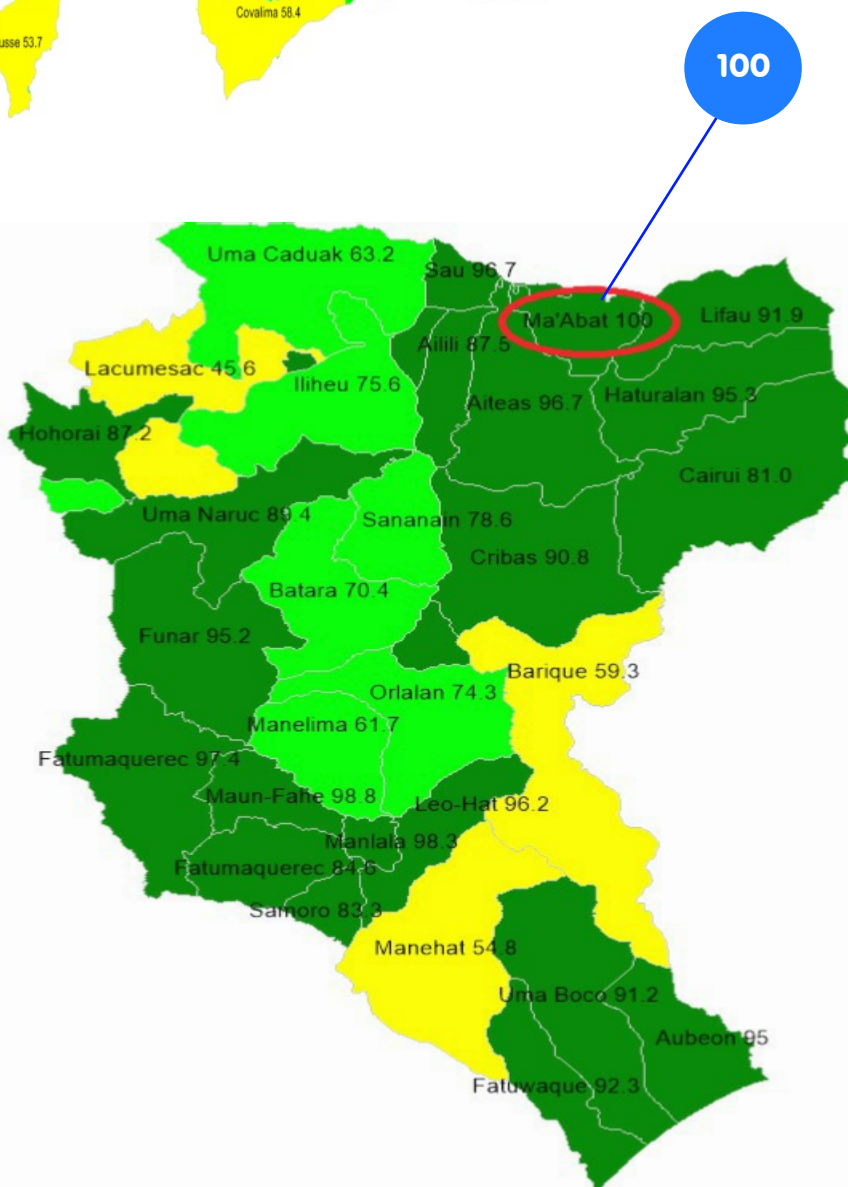 Covalima 58.4
usse 53.7
100
Uma Caduak 63.2
Sau 96.7
Ma'Abat 100
Lifau 91.9
Ailili 87.5
Lacumesac 45.6
Iliheu 75.6
Aiteas 96.7
Haturalan 95.3
Hohorai 87.2
Cairui 81.0
Uma Naruc 89.4
Sananain 78.6
Cribas 90.8
Batara 70.4
Funar 95.2
Barique 59.3
Orlalan 74.3
Manelima 61.7
Fatumaquerec 97.4
Maun-Fahe 98.8
Leo-Hat 96.2
Manlala 98.3
Fatumaquerec 84.6
Samoro 83.3
Manehat 54.8
Uma Boco 91.2
Aubeon 95
Fatuwaque 92.3